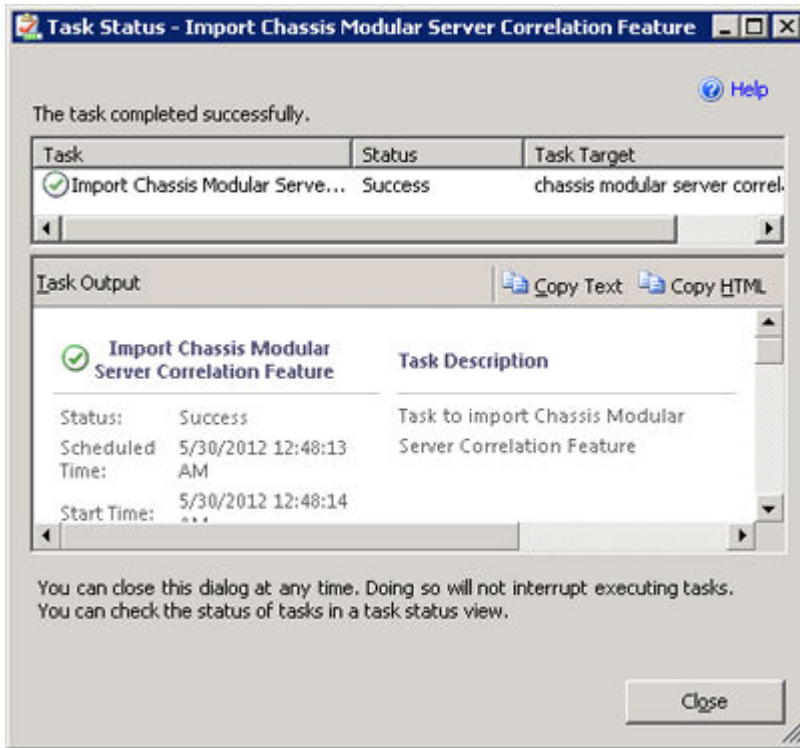 Task Status - Import Chassis Modular Server Correlation Feature
Help
The task completed successfully.
Task Status Task Target
Import Chassis Modular Serve... Success chassis modular server correl
Task Output Copy Text Copy HTML
Import Chassis Modular
Server Correlation Feature
Task Description
Status: Success
Scheduled Time: 5/30/2012 12:48:13 AM
Start Time: 5/30/2012 12:48:14
Task to import Chassis Modular
Server Correlation Feature
You can close this dialog at any time. Doing so will not interrupt executing tasks.
You can check the status of tasks in a task status view.
Close